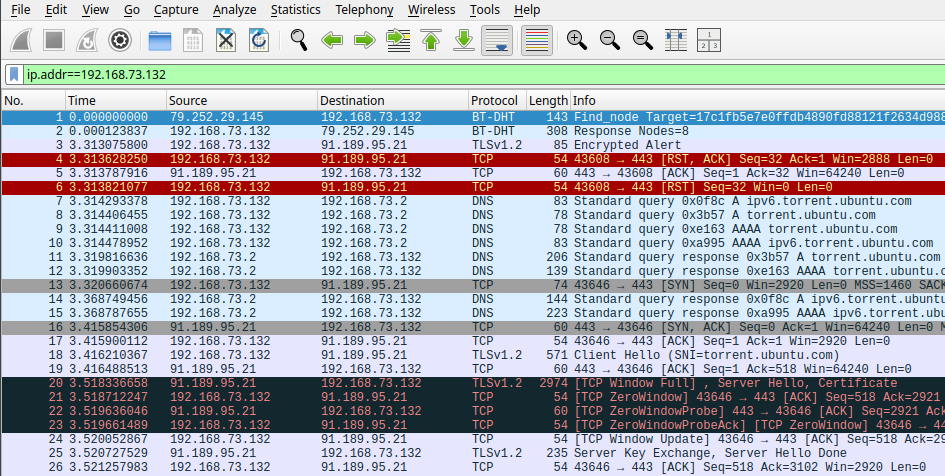 File Edit View Go Capture Analyze Statistics Telephony Wireless Tools Help
1 2 3
ip.addr==192.168.73.132
No. Time Source Destination Protocol Length Info
1 0.000000000 79.252.29.145 192.168.73.132 BT-DHT 143 Find_node Target=17c1fb5e7e0ffdb4890fd88121f2634d988
2 0.000123837 192.168.73.132 79.252.29.145 BT-DHT 308 Response Nodes=8
3 3.313075800 192.168.73.132 91.189.95.21 TLSv1.2 85 Encrypted Alert
4 3.313628250 192.168.73.132 91.189.95.21 TCP 54 43608 → 443 [RST, ACK] Seq=32 Ack=1 Win=2888 Len=0
5 3.313787916 91.189.95.21 192.168.73.132 TCP 60 443 → 43608 [ACK] Seq=1 Ack=32 Win=64240 Len=0
6 3.313821077 192.168.73.132 91.189.95.21 TCP 54 43608 → 443 [RST] Seq=32 Win=0 Len=0
7 3.314293378 192.168.73.132 192.168.73.2 DNS 83 Standard query 0x0f8c A ipv6.torrent.ubuntu.com
8 3.314406455 192.168.73.132 192.168.73.2 DNS 78 Standard query 0x3b57 A torrent.ubuntu.com
9 3.314411008 192.168.73.132 192.168.73.2 DNS 78 Standard query 0xe163 AAAA torrent.ubuntu.com
10 3.314478952 192.168.73.132 192.168.73.2 DNS 83 Standard query 0xa995 AAAA ipv6.torrent.ubuntu.com
11 3.319816636 192.168.73.2 192.168.73.132 DNS 206 Standard query response 0x3b57 A torrent.ubuntu.com
12 3.319903352 192.168.73.2 192.168.73.132 DNS 139 Standard query response 0xe163 AAAA torrent.ubuntu.com
13 3.320660674 192.168.73.132 91.189.95.21 TCP 74 43646 → 443 [SYN] Seq=0 Win=2920 Len=0 MSS=1460 SACK
14 3.368749456 192.168.73.2 192.168.73.132 DNS 144 Standard query response 0x0f8c A ipv6.torrent.ubuntu
15 3.368787655 192.168.73.2 192.168.73.132 DNS 223 Standard query response 0xa995 AAAA ipv6.torrent.ubu
16 3.415854306 91.189.95.21 192.168.73.132 TCP 60 443 → 43646 [SYN, ACK] Seq=0 Ack=1 Win=64240 Len=0 M
17 3.415900112 192.168.73.132 91.189.95.21 TCP 54 43646 → 443 [ACK] Seq=1 Ack=1 Win=2920 Len=0
18 3.416210367 192.168.73.132 91.189.95.21 TLSv1.2 571 Client Hello (SNI=torrent.ubuntu.com)
19 3.416488513 91.189.95.21 192.168.73.132 TCP 60 443 → 43646 [ACK] Seq=1 Ack=518 Win=64240 Len=0
20 3.518336658 91.189.95.21 192.168.73.132 TLSv1.2 2974 [TCP Window Full] , Server Hello, Certificate
21 3.518712247 192.168.73.132 91.189.95.21 TCP 54 [TCP ZeroWindow] 43646 → 443 [ACK] Seq=518 Ack=2921
22 3.519636046 91.189.95.21 192.168.73.132 TCP 60 [TCP ZeroWindowProbe] 443 → 43646 [ACK] Seq=2921 Ack
23 3.519661489 192.168.73.132 91.189.95.21 TCP 54 [TCP ZeroWindowProbeAck] [TCP ZeroWindow] 43646 → 44
24 3.520052867 192.168.73.132 91.189.95.21 TCP 54 [TCP Window Update] 43646 → 443 [ACK] Seq=518 Ack=29
25 3.520727529 91.189.95.21 192.168.73.132 TLSv1.2 235 Server Key Exchange, Server Hello Done
26 3.521257983 192.168.73.132 91.189.95.21 TCP 54 43646 → 443 [ACK] Seq=518 Ack=3102 Win=2920 Len=0